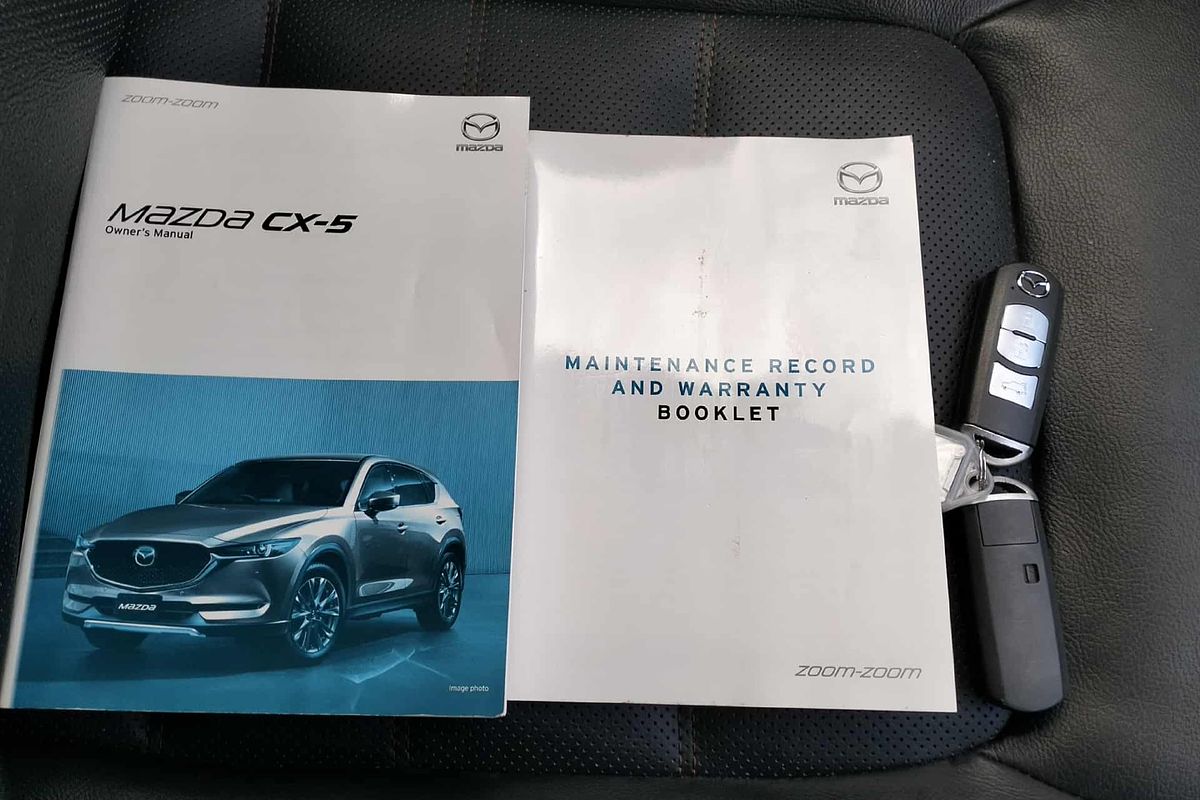 zoom-zoom
mazda
MAZDA CX-5
Owner's Manual
mazda
Image photo
mazda
MAINTENANCE RECORD
AND WARRANTY
BOOKLET
zoom-zoom